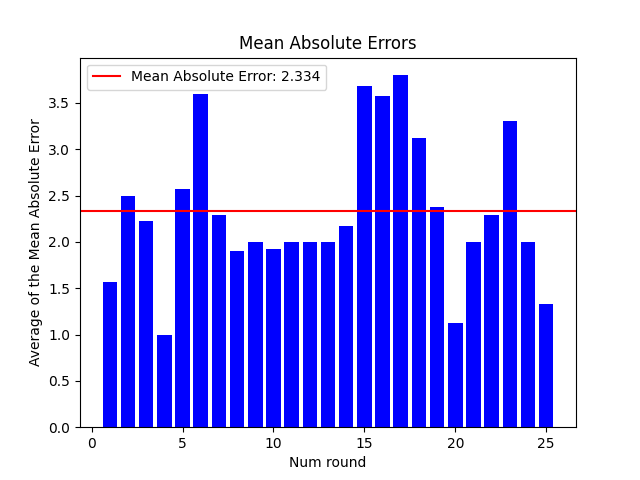 Mean Absolute Errors
Mean Absolute Error: 2.334
Average of the Mean Absolute Error
3.5
3.0
2.5
2.0
1.5
1.0
0.5
0.0
0 5 10 15 20 25
Num round